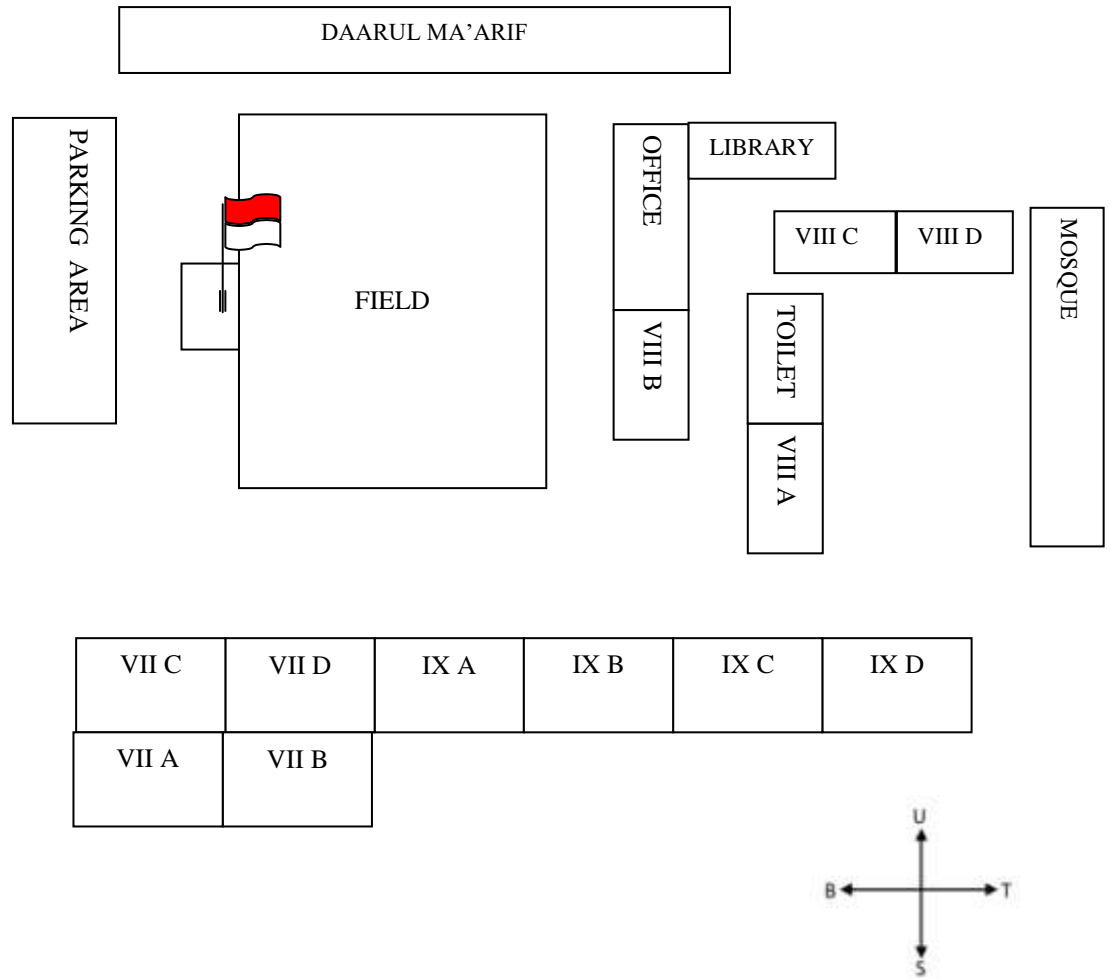 DAARUL MA’ARIF
PARKING AREA
FIELD
OFFICE
LIBRARY
VIII B
VIII C
VIII D
TOILET
VIII A
MOSQUE
VII C
VII D
IX A
IX B
IX C
IX D
VII A
VII B
U
B
T
S